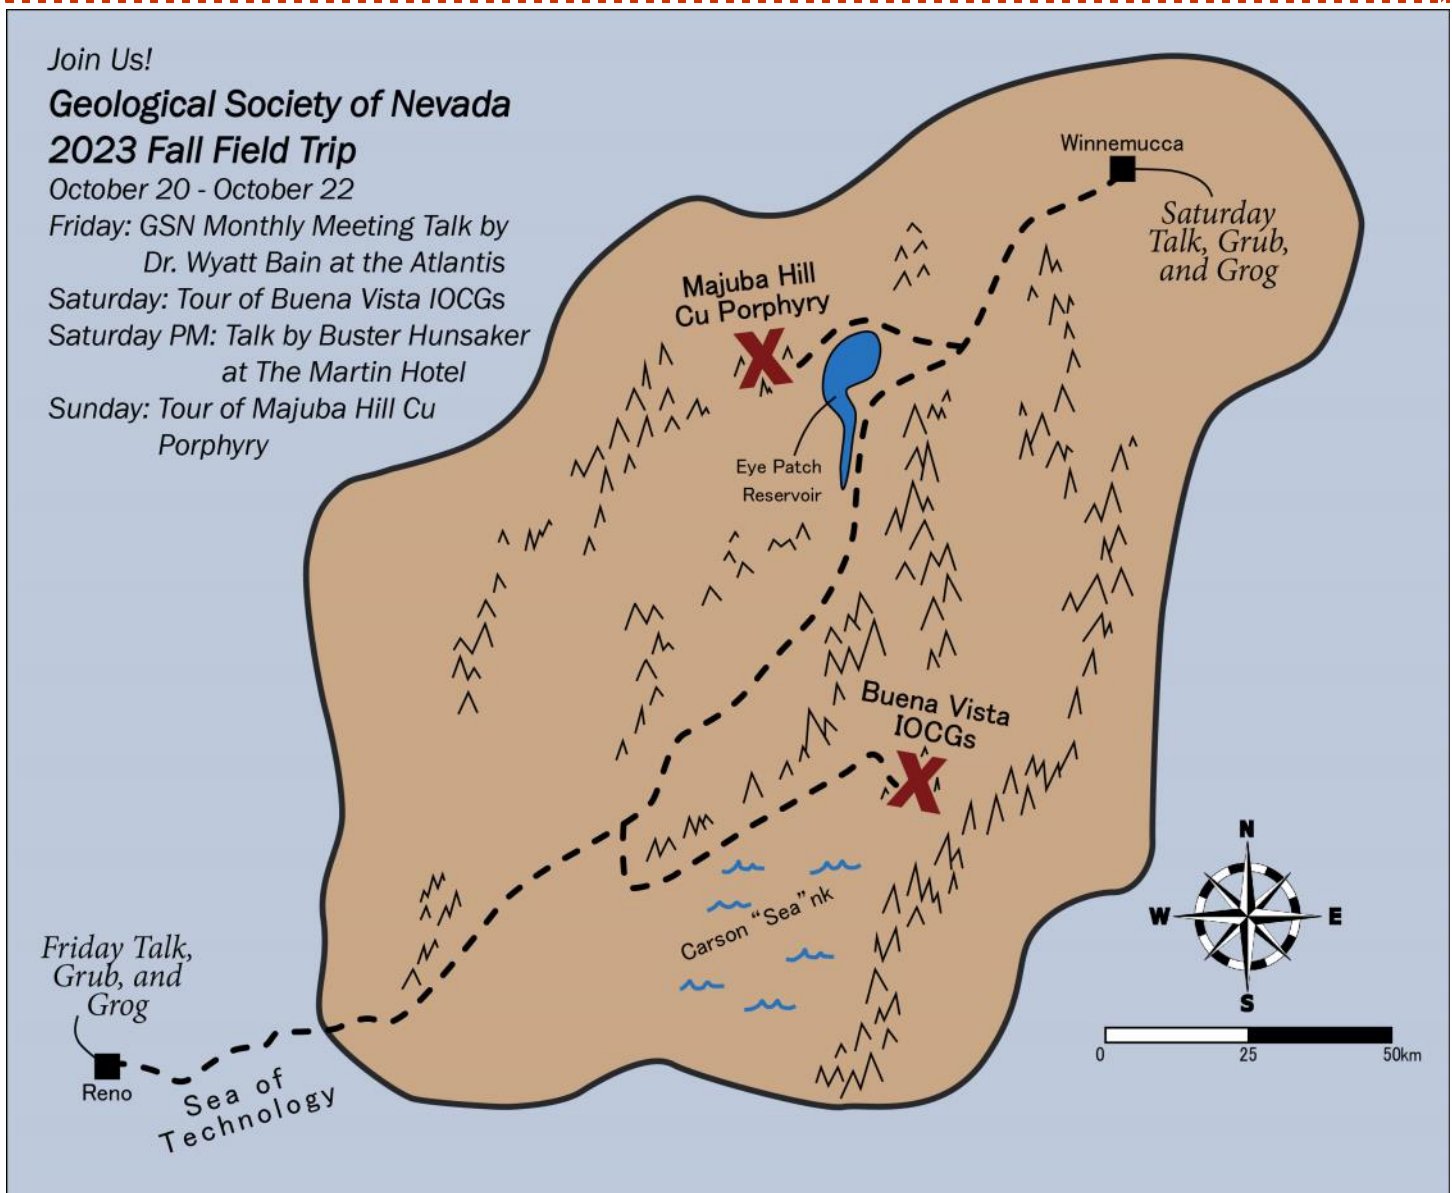 Join Us!
Geological Society of Nevada
2023 Fall Field Trip
October 20 - October 22
Friday: GSN Monthly Meeting Talk by
Dr. Wyatt Bain at the Atlantis
Saturday: Tour of Buena Vista IOCGs
Saturday PM: Talk by Buster Hunsaker
at The Martin Hotel
Sunday: Tour of Majuba Hill Cu
Porphyry
Winnemucca
Saturday
Talk, Grub,
and Grog
Majuba Hill
Cu Porphyry
Eye Patch
Reservoir
Buena Vista
IOCGs
Carson "Sea"nk
Friday Talk,
Grub, and
Grog
Reno
Sea of
Technology
N
W E
S
0 25 50km